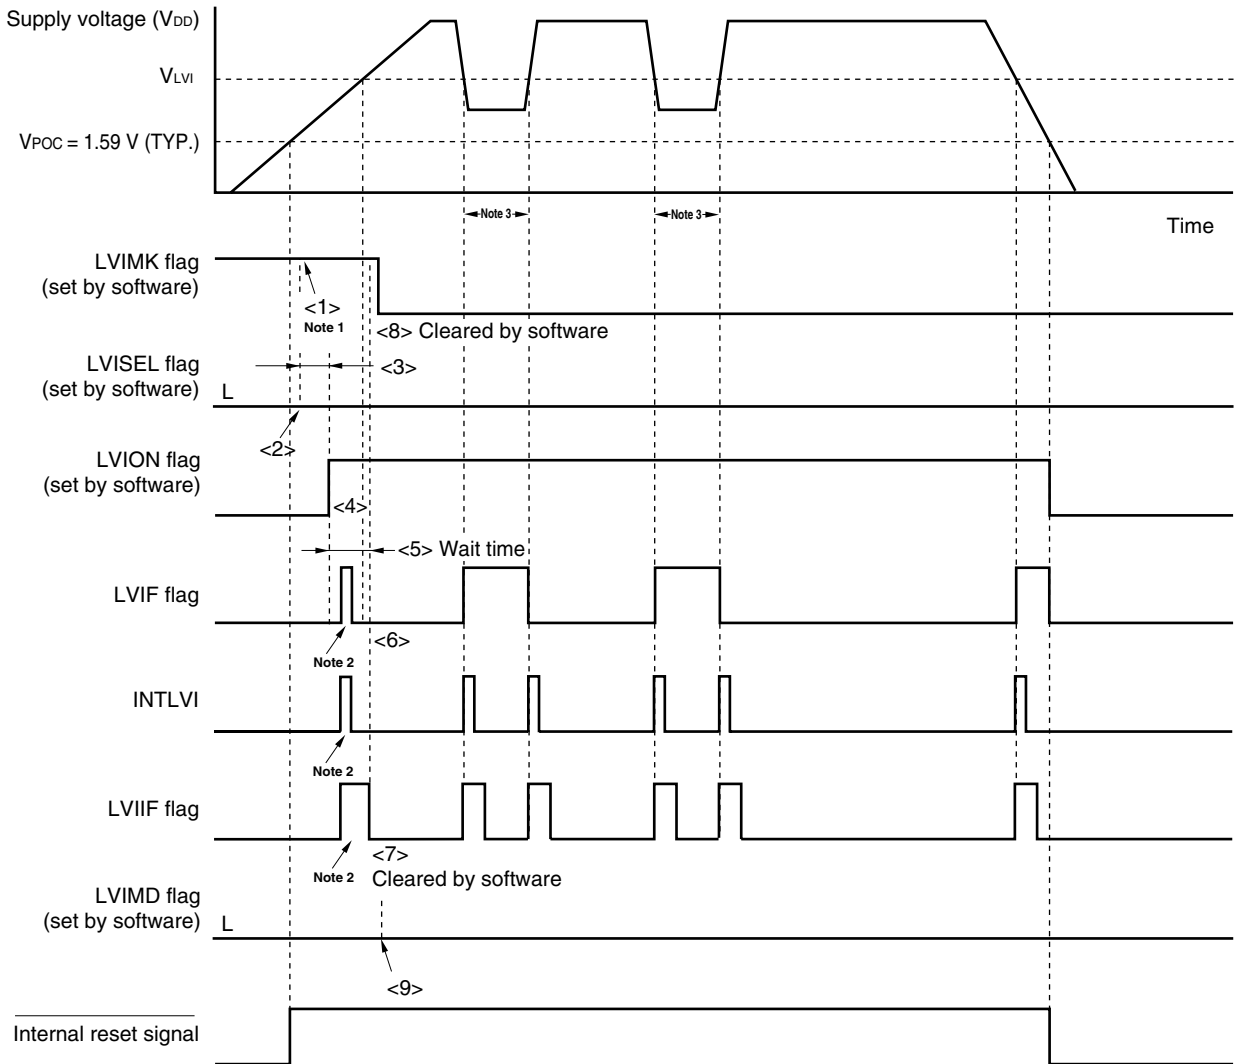 Supply voltage (VDD)
VLVI
VPOC = 1.59 V (TYP.)
Note 3
Note 3
Time
LVIMK flag
(set by software)
<1>
Note 1
<8> Cleared by software
LVISEL flag
(set by software)
L
<3>
<2>
LVION flag
(set by software)
<4>
<5> Wait time
LVIF flag
<6>
Note 2
INTLVI
Note 2
LVIIF flag
Note 2
<7>
Cleared by software
LVIMD flag
(set by software)
L
<9>
Internal reset signal